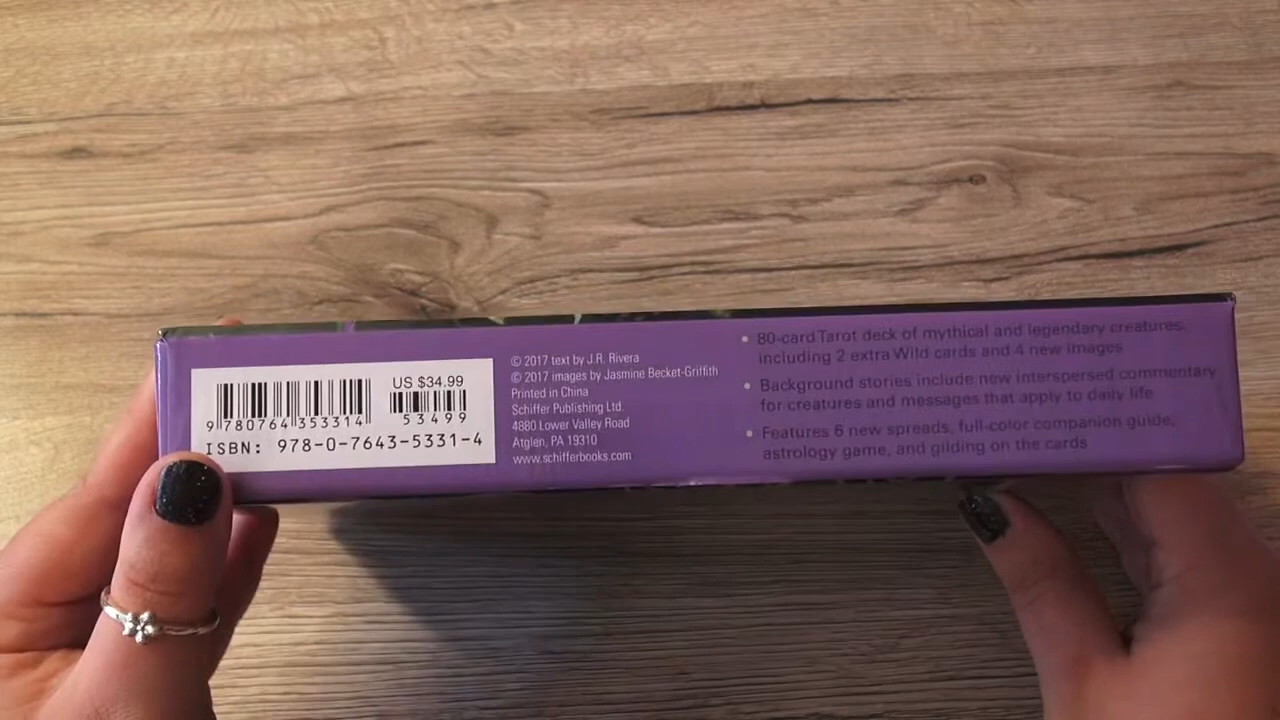 US $34.99
9 780764 353314
53499
ISBN: 978-0-7643-5331-4
© 2017 text by J.R. Rivera
© 2017 images by Jasmine Becket-Griffith
Printed in China
Schiffer Publishing Ltd.
4880 Lower Valley Road
Atglen, PA 19310
www.schifferbooks.com
• 80-card Tarot deck of mythical and legendary creatures,
including 2 extra Wild cards and 4 new images
• Background stories include new interspersed commentary
for creatures and messages that apply to daily life
• Features 6 new spreads, full-color companion guide,
astrology game, and gilding on the cards